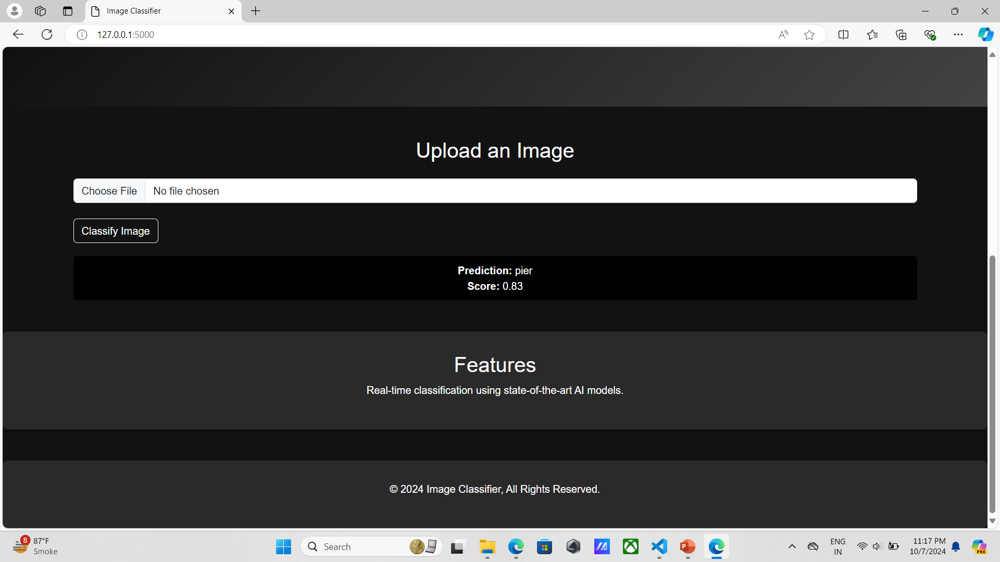 Image Classifier
127.0.0.1:5000
Upload an Image
Choose File No file chosen
Classify Image
Prediction: pier
Score: 0.83
Features
Real-time classification using state-of-the-art AI models.
© 2024 Image Classifier, All Rights Reserved.
8
87°F
Smoke
Search
ENG
IN
11:17 PM
10/7/2024
PRE